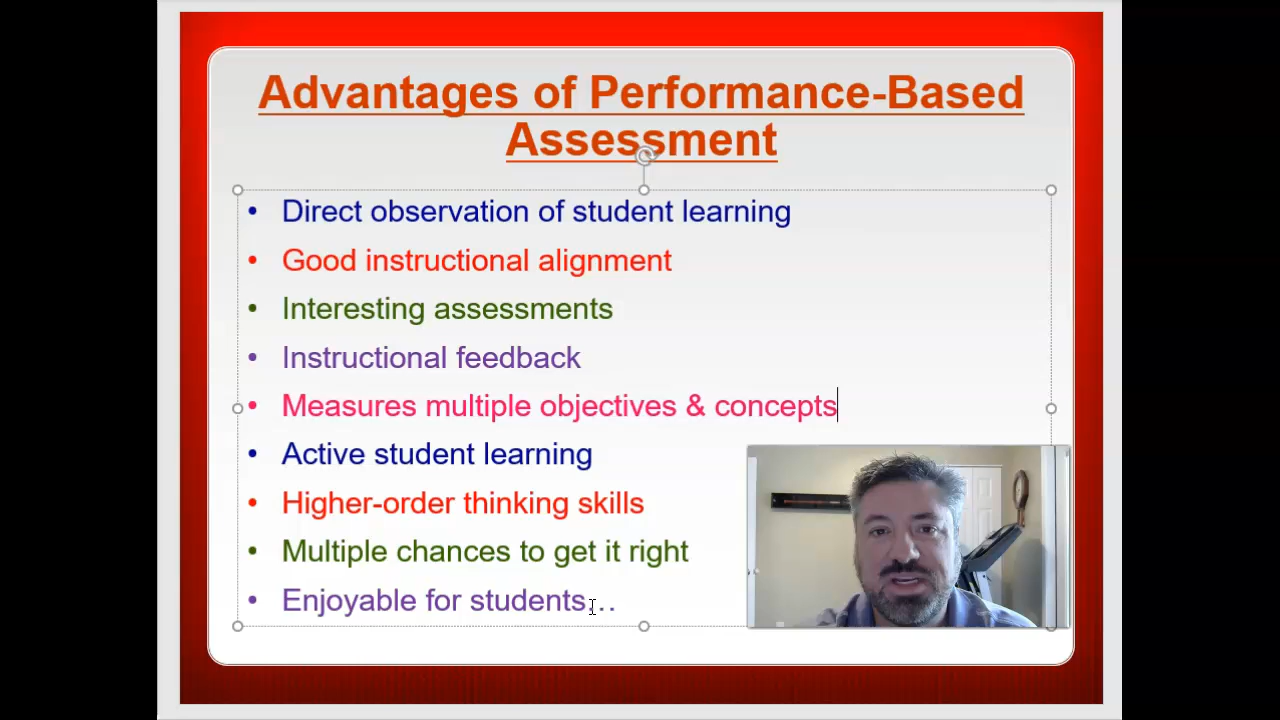 Advantages of Performance-Based
Assessment
• Direct observation of student learning
• Good instructional alignment
• Interesting assessments
• Instructional feedback
• Measures multiple objectives & concepts
• Active student learning
• Higher-order thinking skills
• Multiple chances to get it right
• Enjoyable for students…